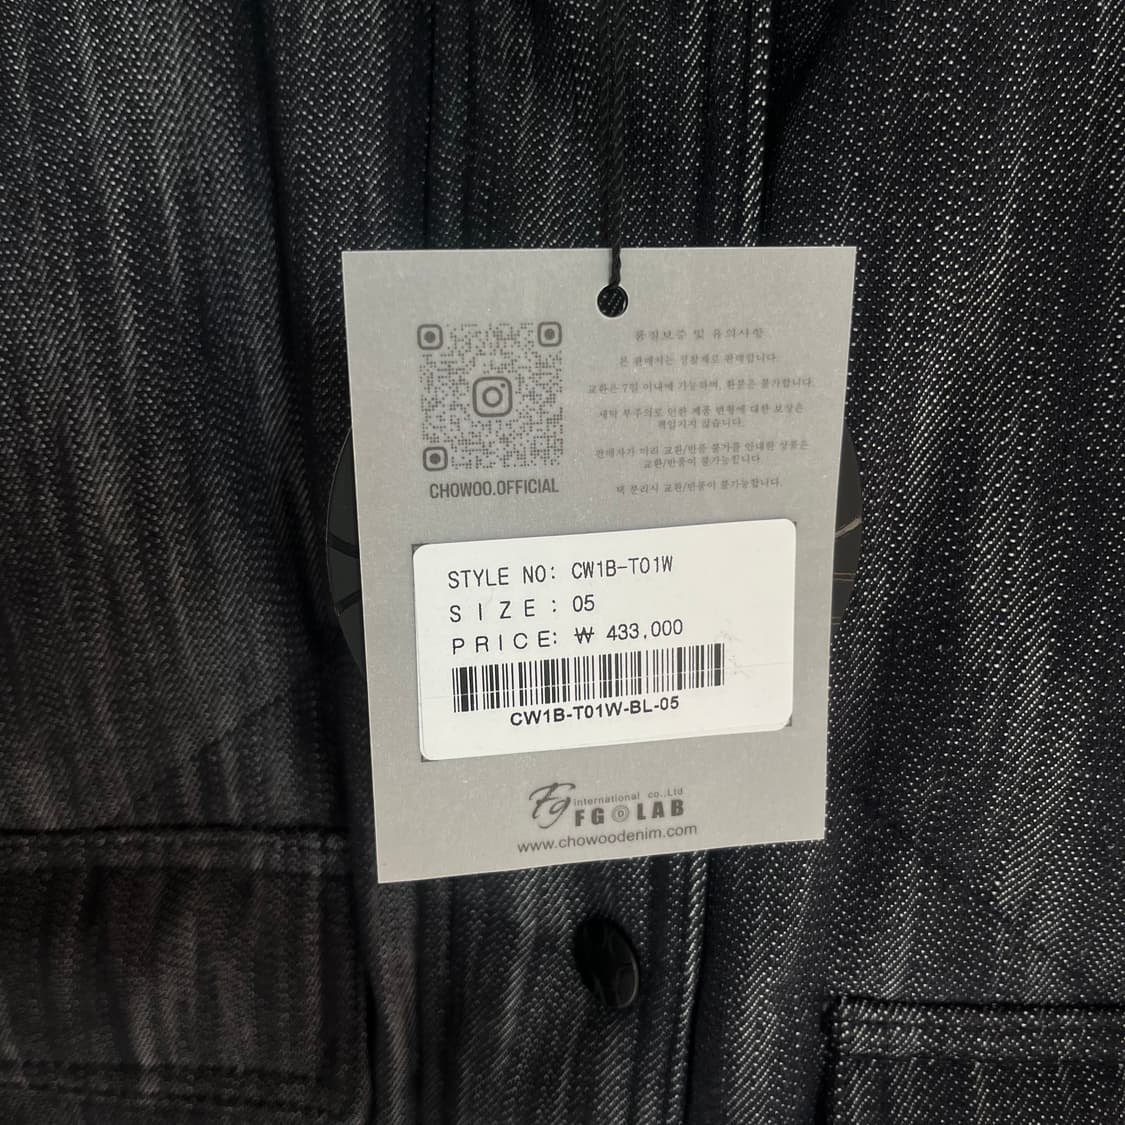 CHOWOO.OFFICIAL
품질보증 및 유의사항
본 판매처는 정찰제로 판매됩니다.
교환은 7일 이내에 가능하며, 환불은 불가합니다.
세탁 부주의로 인한 제품 변형에 대한 보상은
책임지지 않습니다.
판매자가 미리 교환/반품 불가를 안내한 상품은
교환/반품이 불가능합니다.
택 분리시 교환/반품이 불가능합니다.
STYLE NO: CW1B-T01W
SIZE : 05
PRICE: ₩ 433,000
CW1B-T01W-BL-05
Fg international co.,Ltd
FG D LAB
www.chowoodenim.com